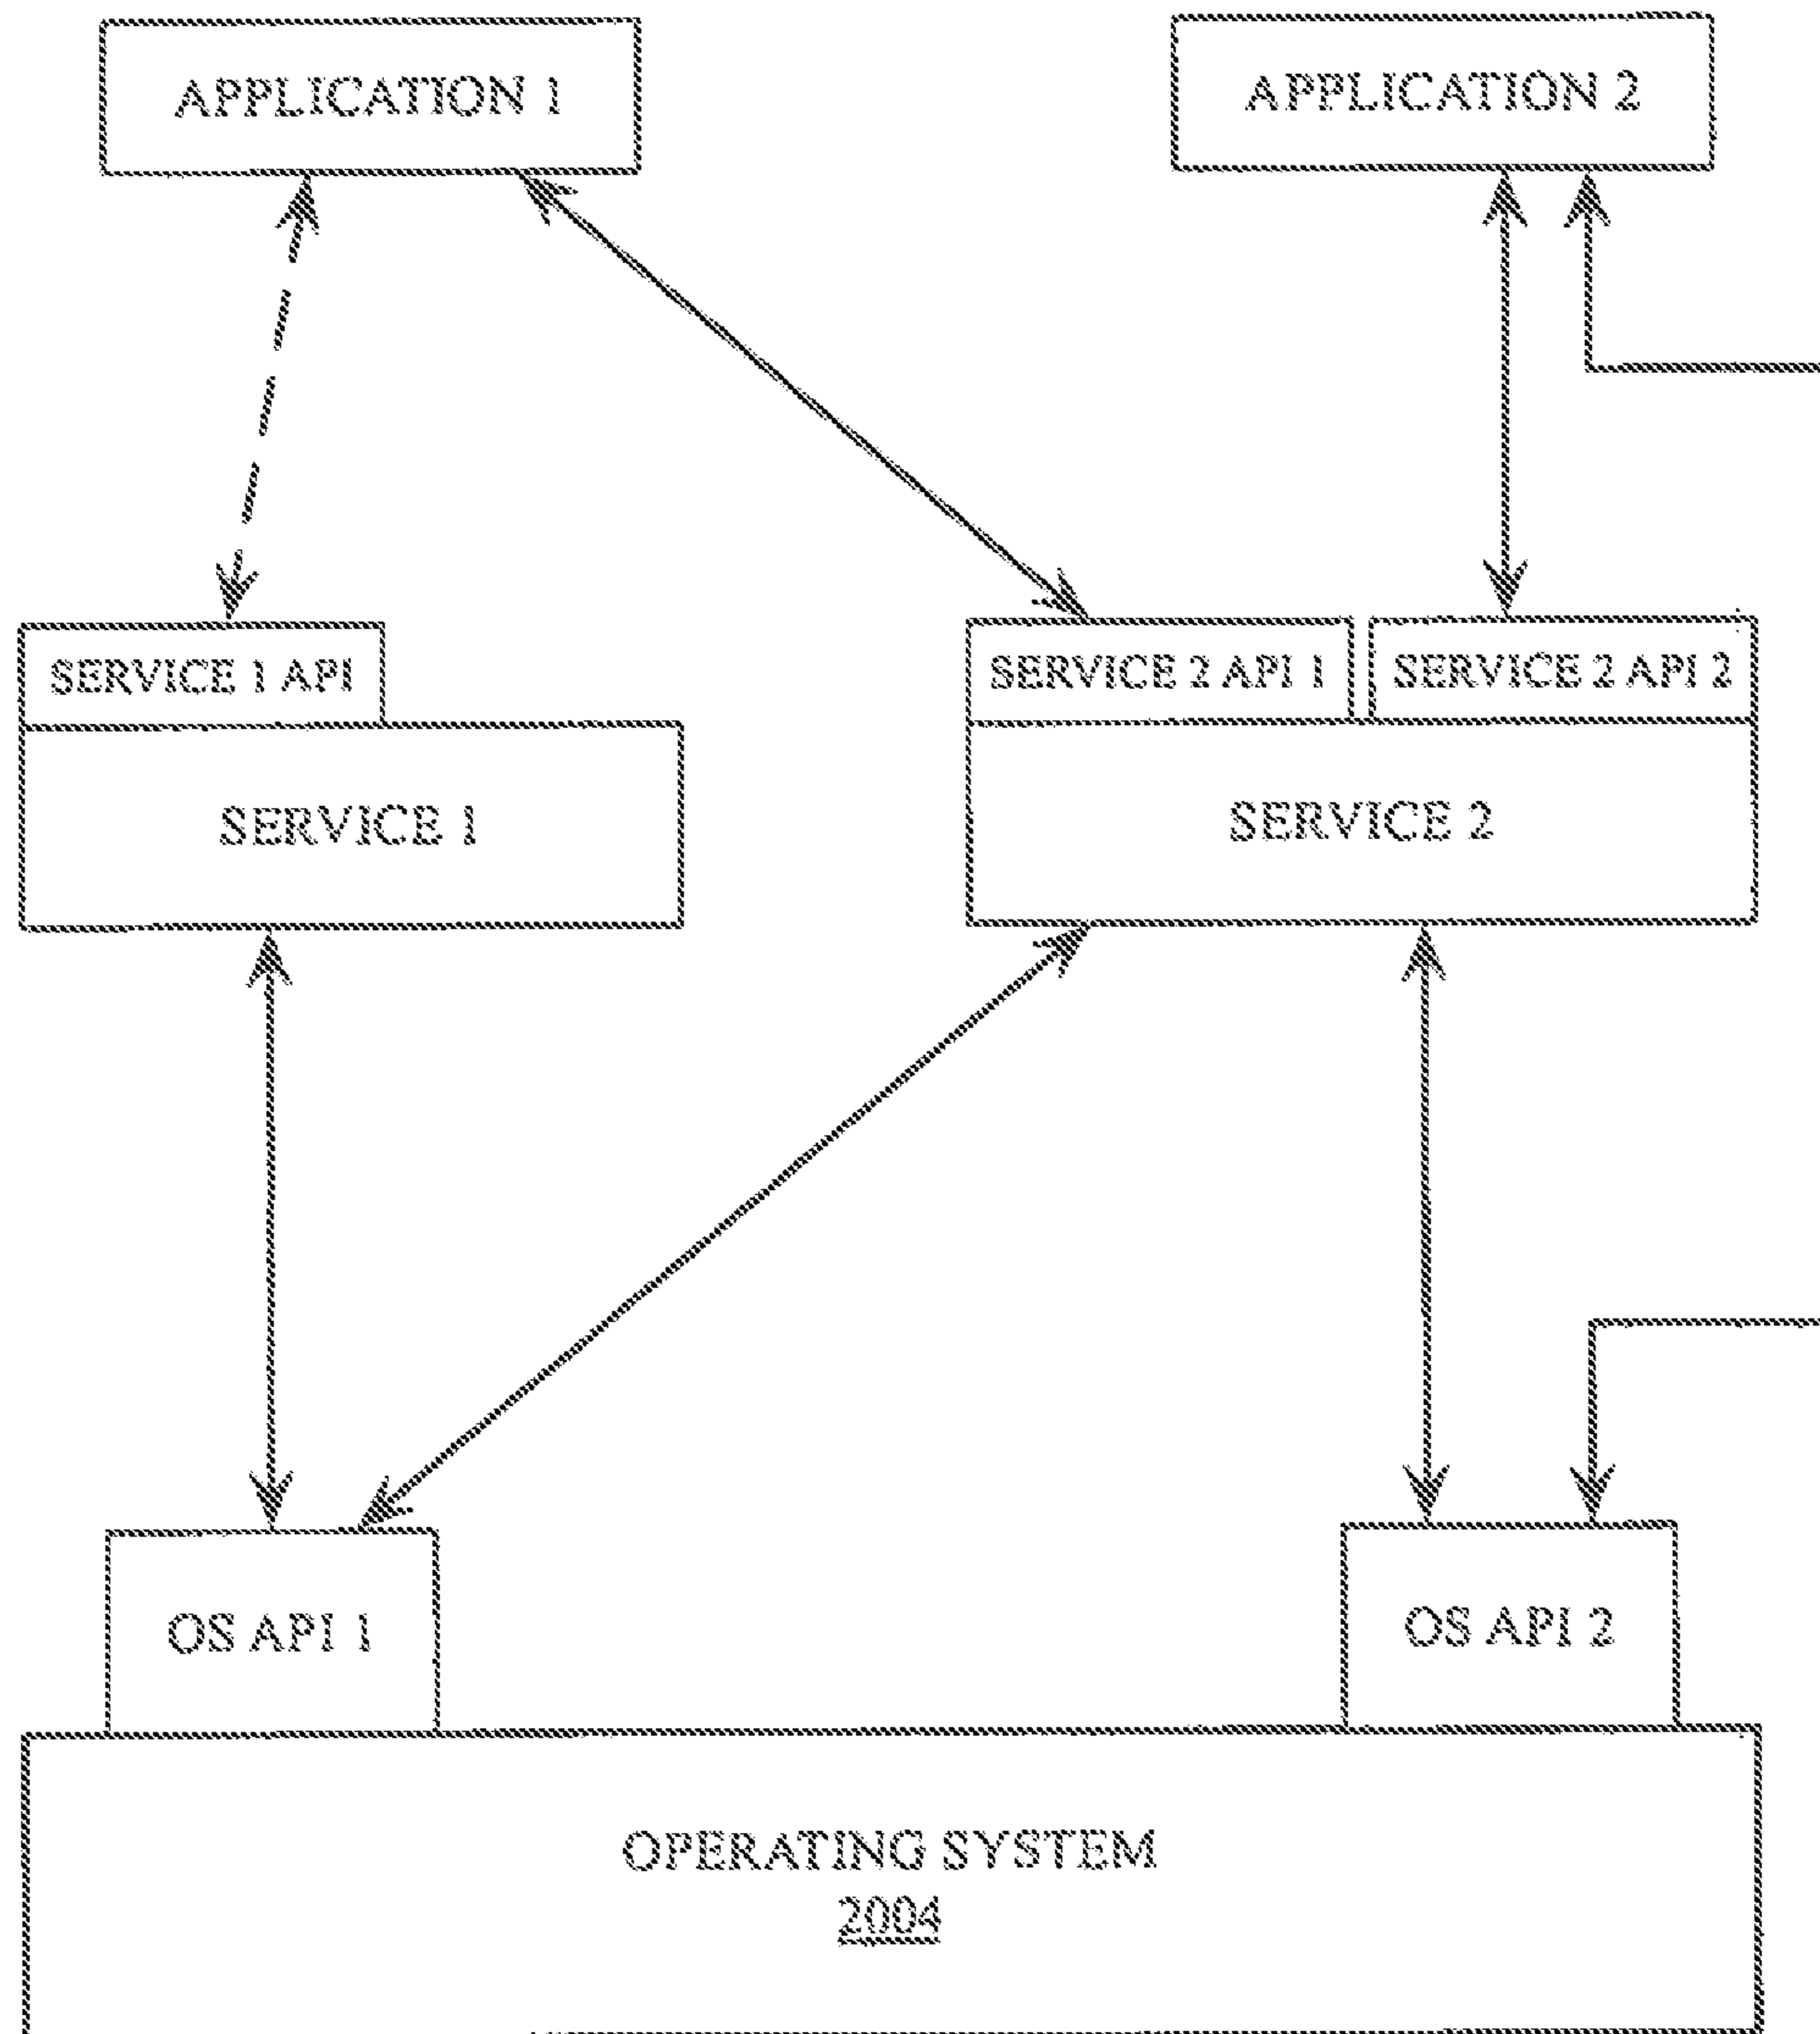 APPLICATION 1
APPLICATION 2
SERVICE 1 API
SERVICE 2 API 1
SERVICE 2 API 2
SERVICE 1
SERVICE 2
OS API 1
OS API 2
OPERATING SYSTEM
2004